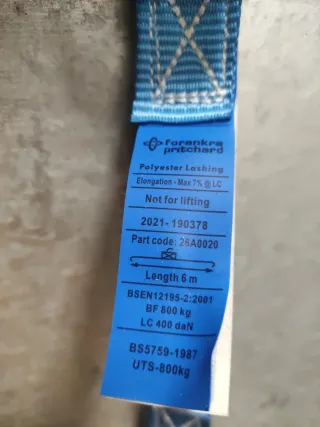 forankra
pritchard
Polyester Lashing
Elongation - Max 7% @ LC
Not for lifting
2021- 190378
Part code: 26A0020
Length 6 m
BSEN12195-2:2001
BF 800 kg
LC 400 daN
BS5759-1987
UTS-800kg